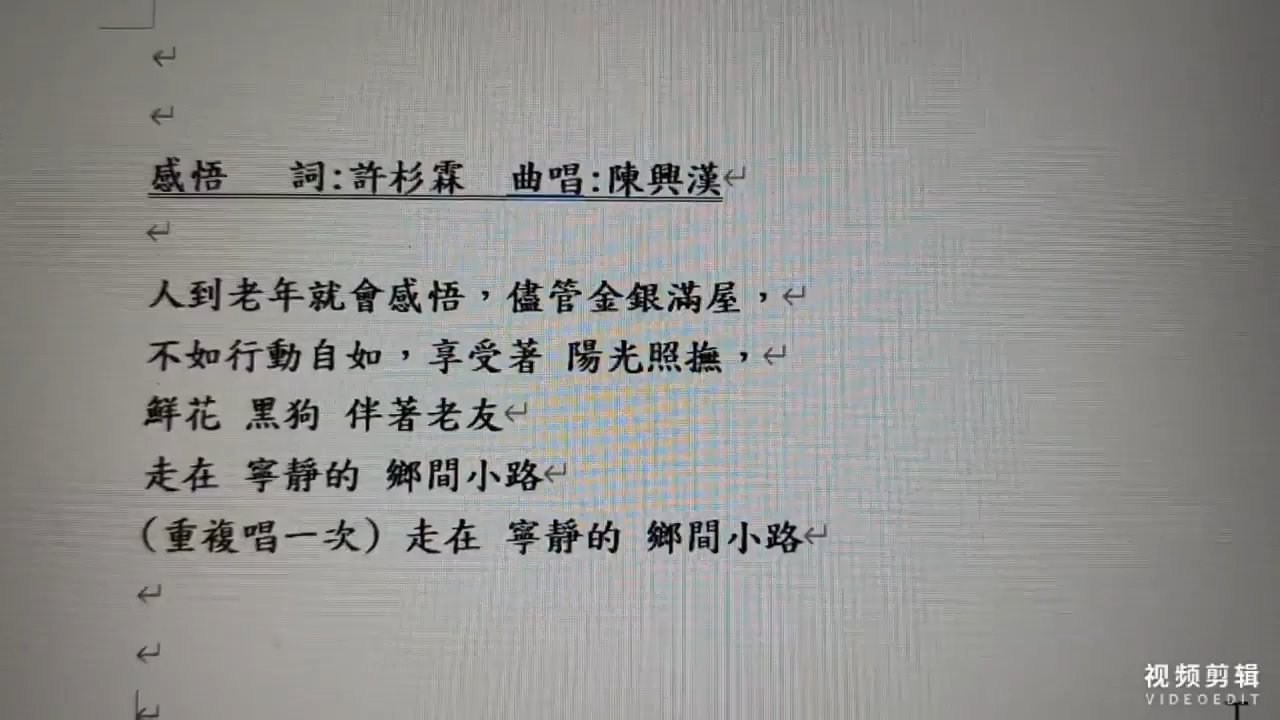 感悟 詞:許杉霖 曲唱:陳興漢
人到老年就會感悟，儘管金銀滿屋，
不如行動自如，享受著 陽光照撫，
鮮花 黑狗 伴著老友
走在 寧靜的 鄉間小路
(重複唱一次) 走在 寧靜的 鄉間小路
视频剪辑
VIDEOEDIT